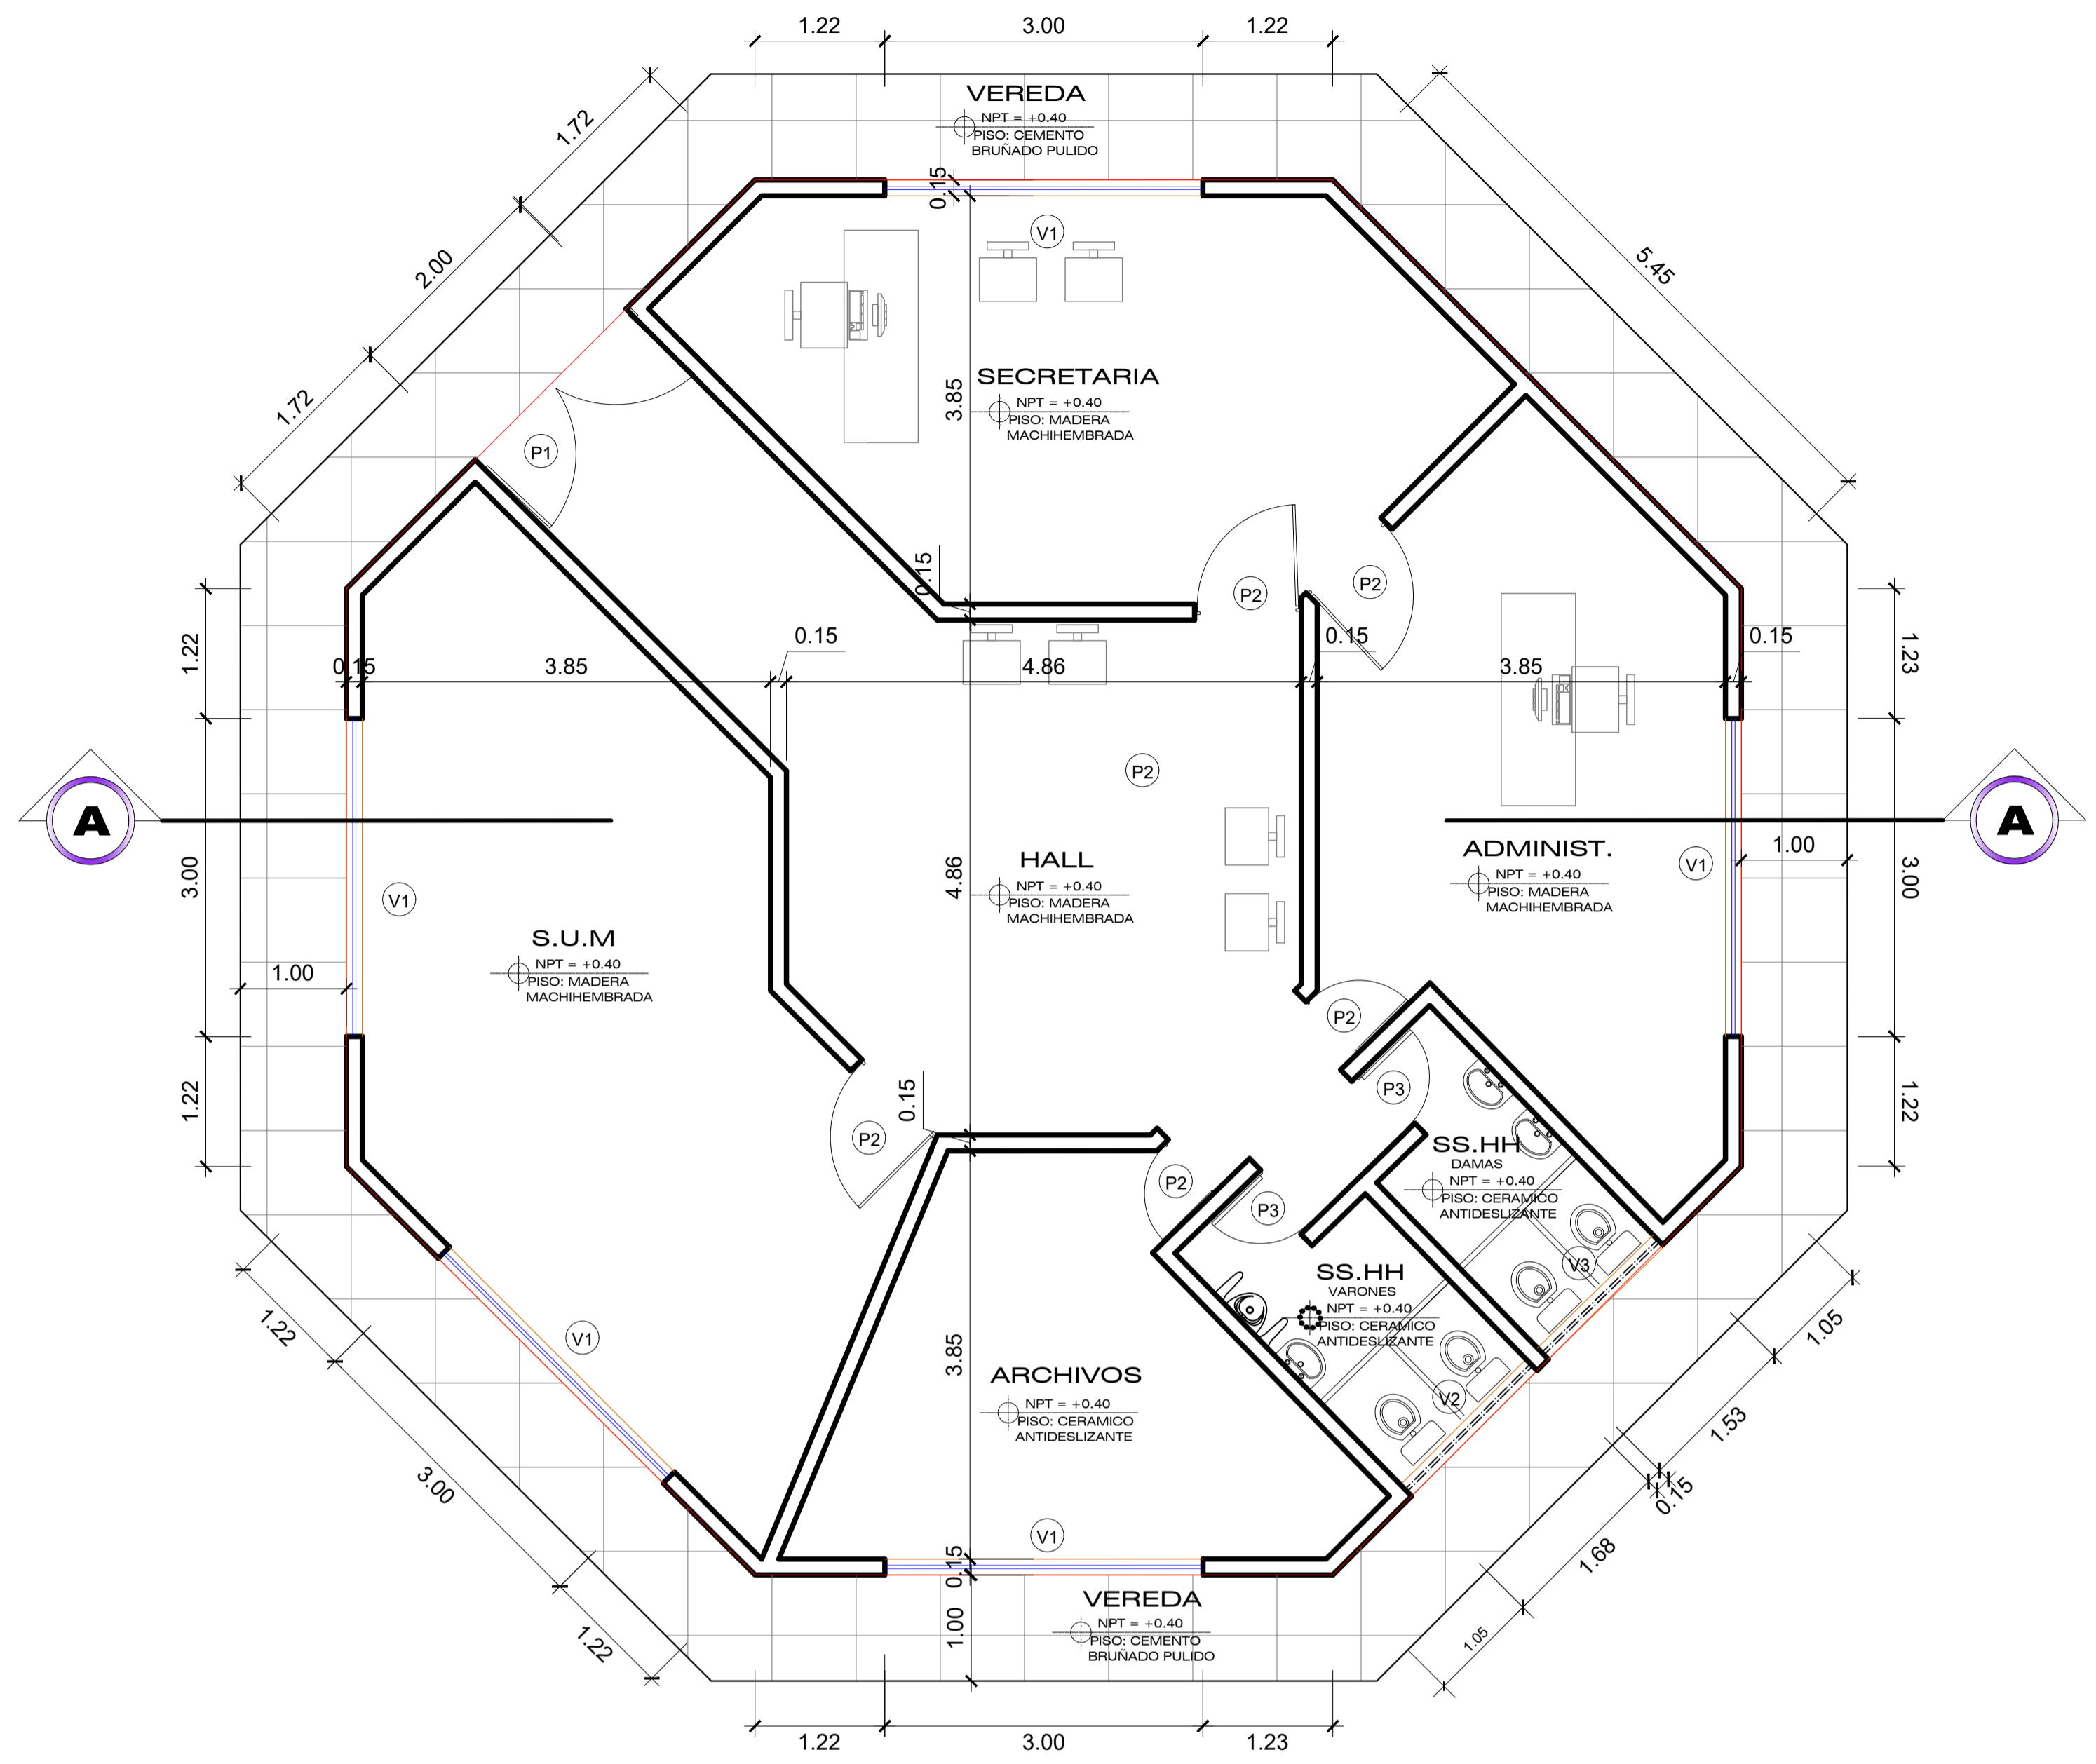 1.22
3.00
1.22
VEREDA
NPT = +0.40
PISO: CEMENTO
BRUÑADO PULIDO
1.72
2.00
1.72
5.45
0.15
V1
SECRETARIA
NPT = +0.40
PISO: MADERA
MACHIHEMBRADA
3.85
P1
0.15
P2
P2
1.22
0.15
3.85
0.15
4.86
0.15
3.85
0.15
1.23
P2
A
A
3.00
V1
1.00
S.U.M
NPT = +0.40
PISO: MADERA
MACHIHEMBRADA
4.86
HALL
NPT = +0.40
PISO: MADERA
MACHIHEMBRADA
ADMINIST.
NPT = +0.40
PISO: MADERA
MACHIHEMBRADA
V1
1.00
3.00
P2
P3
1.22
P2
0.15
P2
P3
1.22
SS.HH
DAMAS
NPT = +0.40
PISO: CERAMICO
ANTIDESLIZANTE
V3
SS.HH
VARONES
NPT = +0.40
PISO: CERAMICO
ANTIDESLIZANTE
V2
V1
3.85
ARCHIVOS
NPT = +0.40
PISO: CERAMICO
ANTIDESLIZANTE
1.22
3.00
1.22
1.05
1.53
0.15
1.68
1.05
V1
0.15
1.00
VEREDA
NPT = +0.40
PISO: CEMENTO
BRUÑADO PULIDO
1.22
3.00
1.23